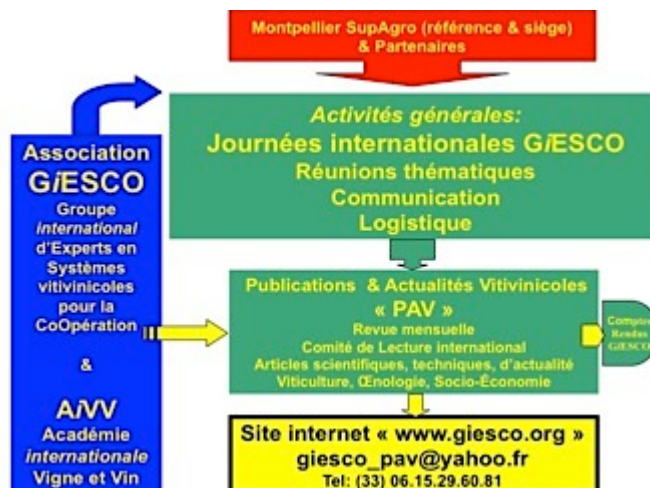 Montpellier SupAgro (référence & siège)
& Partenaires
Activités générales:
Journées internationales GiESCO
Réunions thématiques
Communication
Logistique
Association
GiESCO
Groupe
international
d'Experts en
Systèmes
vitivinicoles
pour la
CoOpération
&
AiVV
Académie
internationale
Vigne et Vin
Publications & Actualités Vitivinicoles
« PAV »
Revue mensuelle
Comité de Lecture international
Articles scientifiques, techniques, d'actualité
Viticulture, Œnologie, Socio-Économie
Comptes
Rendus
GIESCO
Site internet « www.giesco.org »
giesco_pav@yahoo.fr
Tel: (33) 06.15.29.60.81